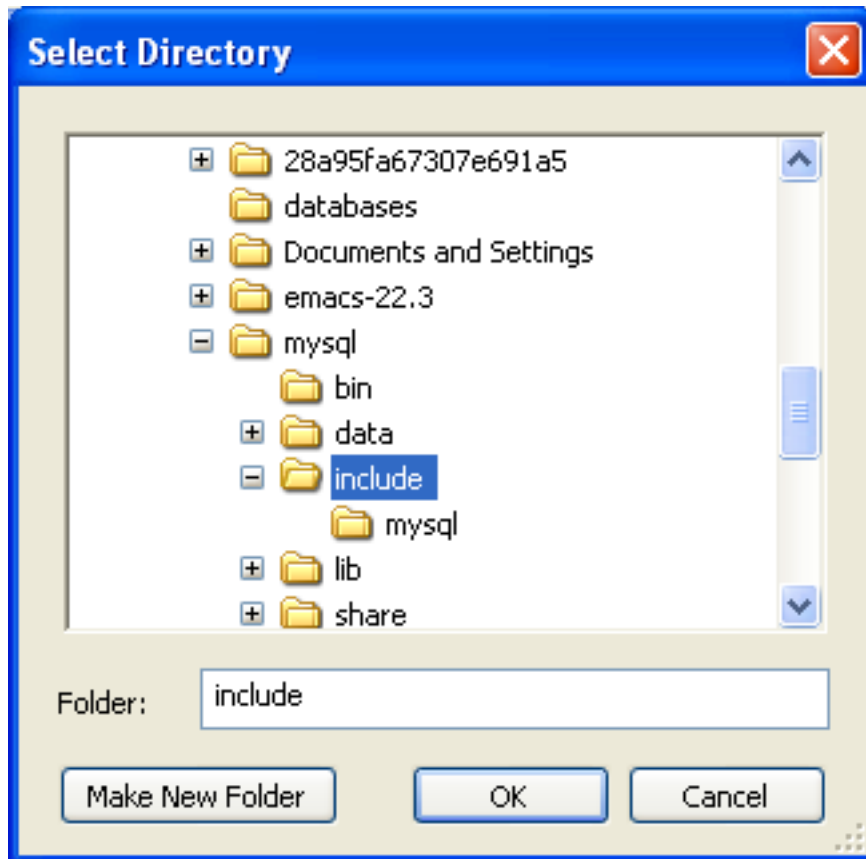 Select Directory
28a95fa67307e691a5
databases
Documents and Settings
emacs-22.3
mysql
bin
data
include
mysql
lib
share
Folder: include
Make New Folder OK Cancel